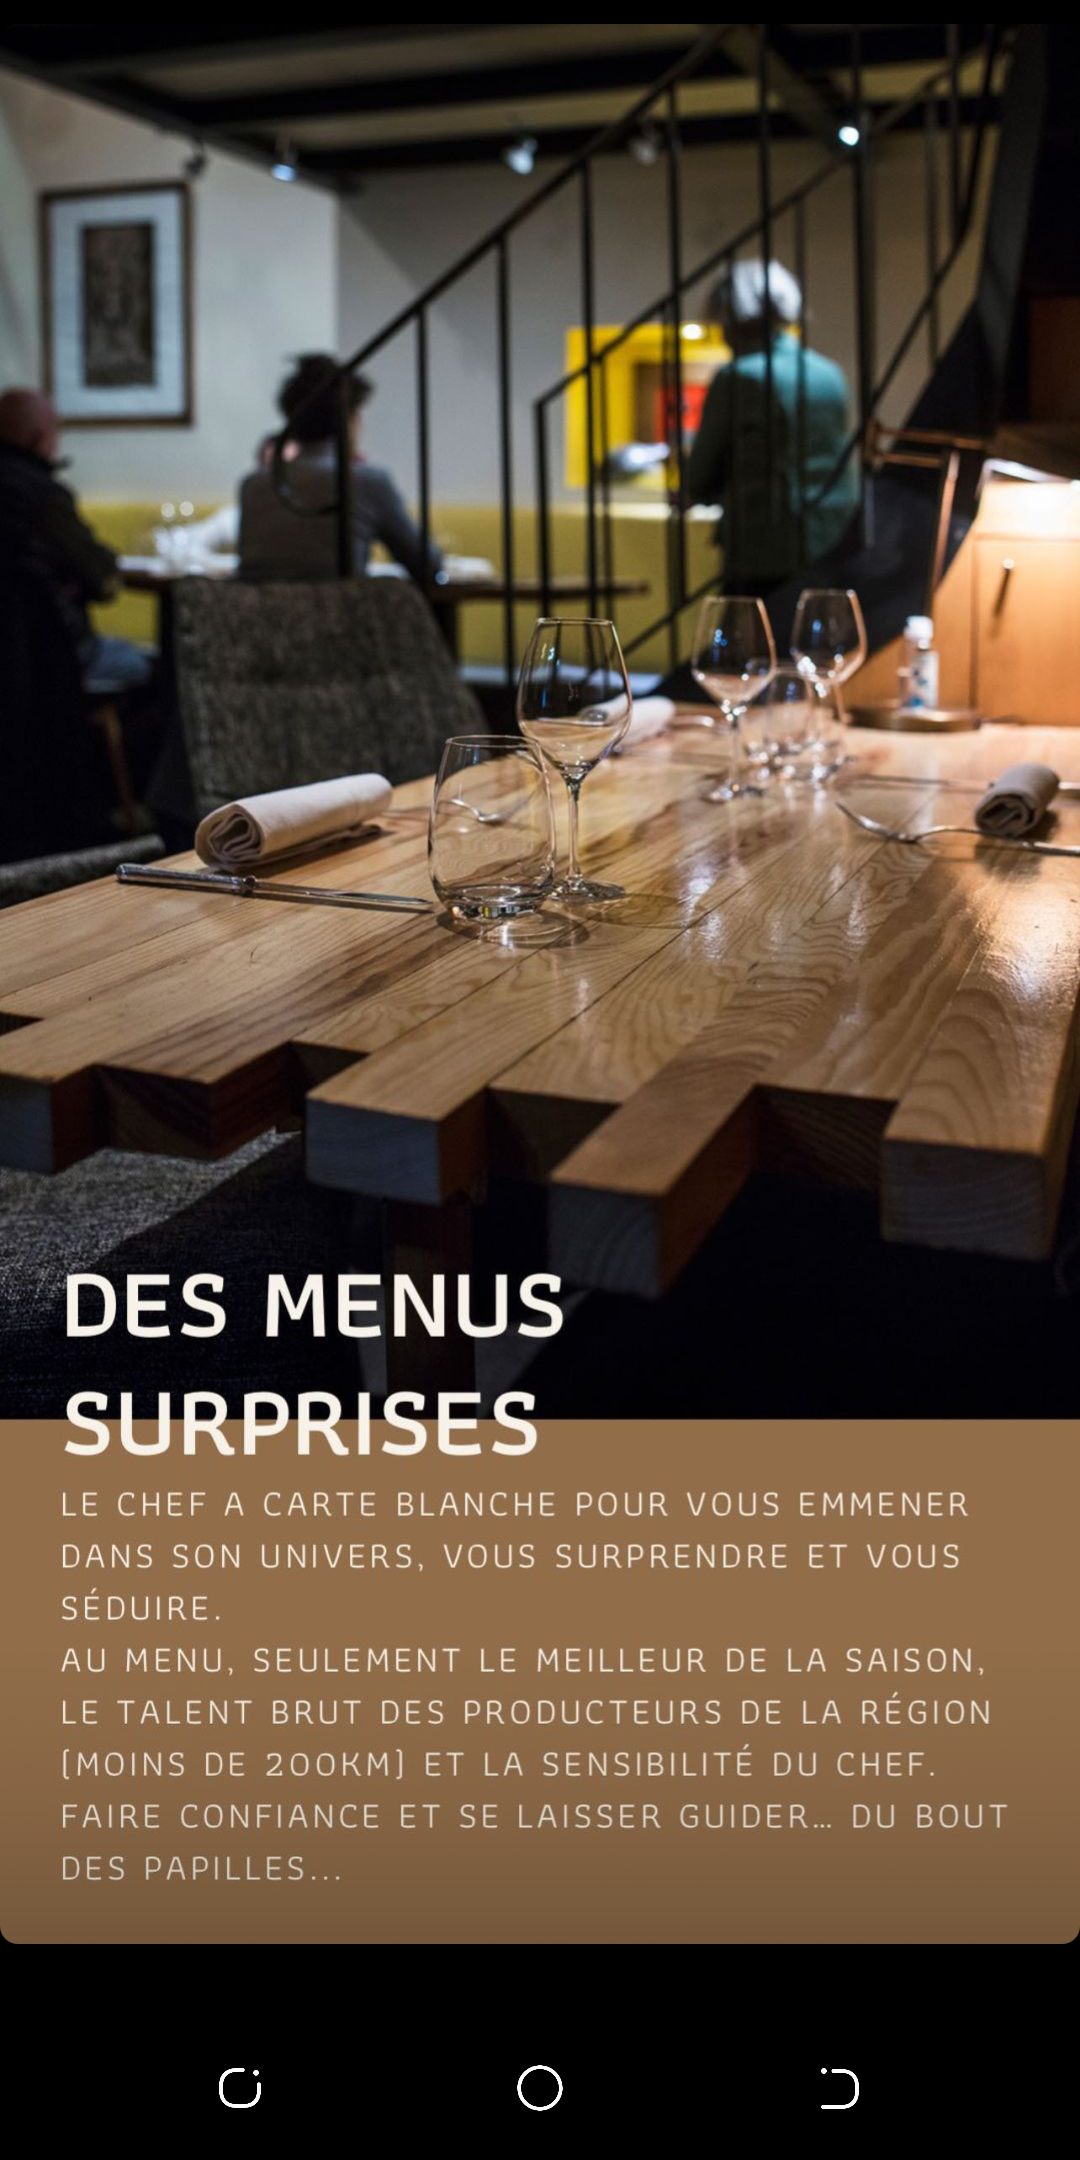 DES MENUS
SURPRISES
LE CHEF A CARTE BLANCHE POUR VOUS EMMENER
DANS SON UNIVERS, VOUS SURPRENDRE ET VOUS
SÉDUIRE.
AU MENU, SEULEMENT LE MEILLEUR DE LA SAISON,
LE TALENT BRUT DES PRODUCTEURS DE LA RÉGION
(MOINS DE 200KM) ET LA SENSIBILITÉ DU CHEF.
FAIRE CONFIANCE ET SE LAISSER GUIDER… DU BOUT
DES PAPILLES...